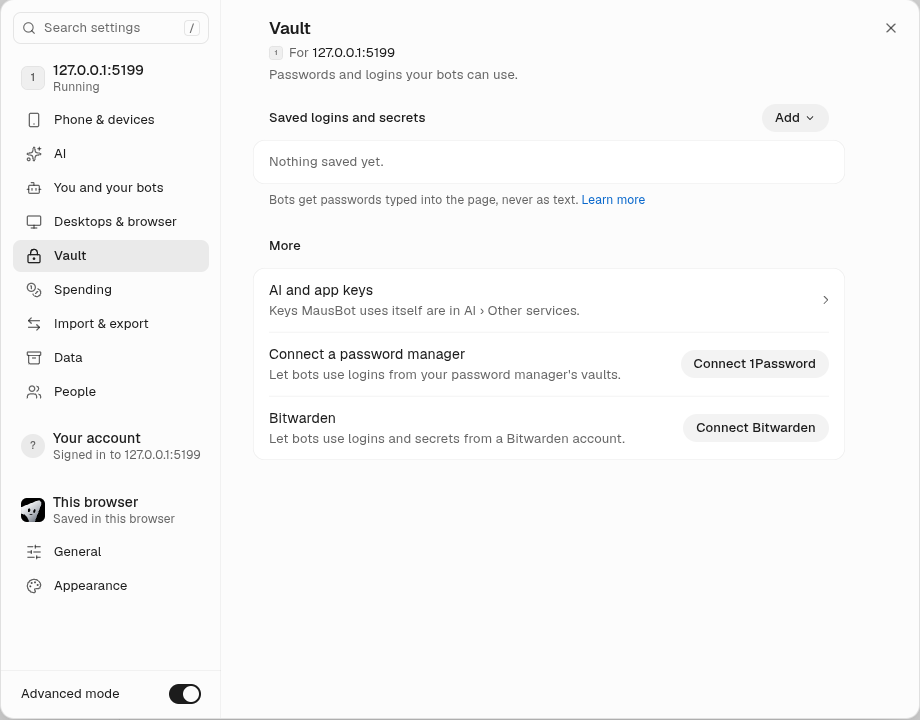 Search settings
/
1
127.0.0.1:5199
Running
Phone & devices
AI
You and your bots
Desktops & browser
Vault
Spending
Import & export
Data
People
?
Your account
Signed in to 127.0.0.1:5199
This browser
Saved in this browser
General
Appearance
Advanced mode
Vault
1 For 127.0.0.1:5199
Passwords and logins your bots can use.
Saved logins and secrets
Add
Nothing saved yet.
Bots get passwords typed into the page, never as text. Learn more
More
AI and app keys
Keys MausBot uses itself are in AI › Other services.
Connect a password manager
Let bots use logins from your password manager's vaults.
Connect 1Password
Bitwarden
Let bots use logins and secrets from a Bitwarden account.
Connect Bitwarden